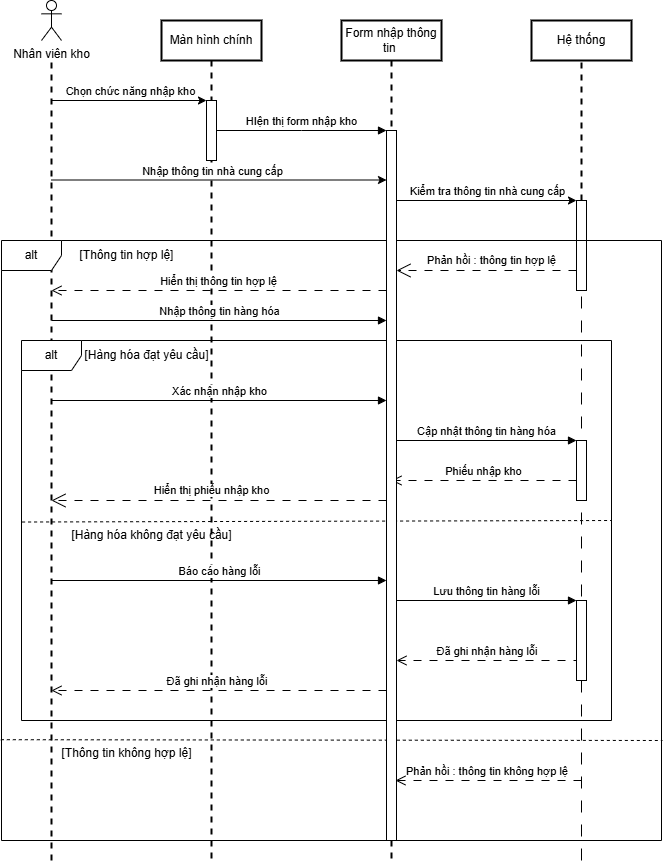 Nhân viên kho
Màn hình chính
Form nhập thông
tin
Hệ thống
Chọn chức năng nhập kho
HIện thị form nhập kho
Nhập thông tin nhà cung cấp
Kiểm tra thông tin nhà cung cấp
alt
[Thông tin hợp lệ]
Phản hồi : thông tin hợp lệ
Hiển thị thông tin hợp lệ
Nhập thông tin hàng hóa
alt
[Hàng hóa đạt yêu cầu]
Xác nhận nhập kho
Cập nhật thông tin hàng hóa
Phiếu nhập kho
Hiển thị phiếu nhập kho
[Hàng hóa không đạt yêu cầu]
Báo cáo hàng lỗi
Lưu thông tin hàng lỗi
Đã ghi nhận hàng lỗi
Đã ghi nhận hàng lỗi
[Thông tin không hợp lệ]
Phản hồi : thông tin không hợp lệ